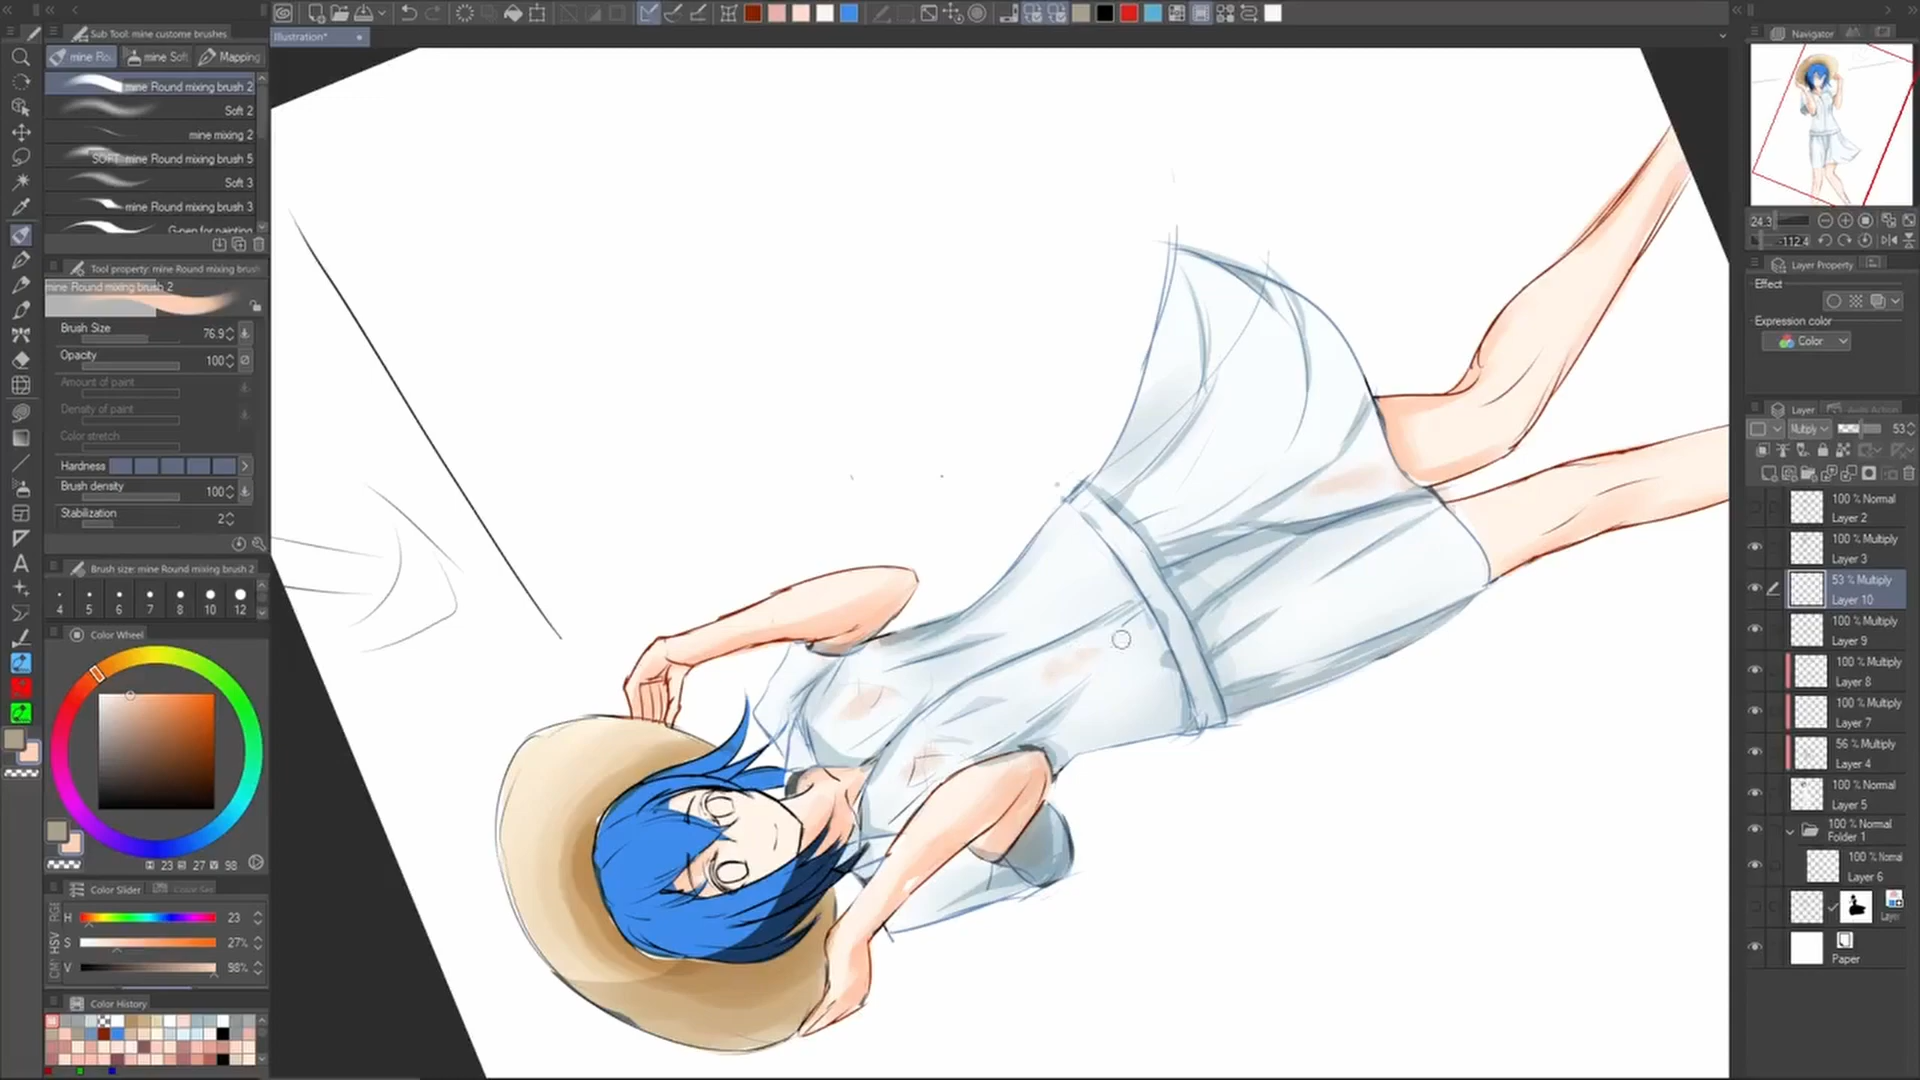 Sub Tool: mine custome brushes
mine Ro
mine Soft
Mapping
mine Round mixing brush 2
Soft 2
mine mixing 2
SOFT mine Round mixing brush 5
Soft 3
mine Round mixing brush 3
G-pen for painting
Tool property: mine Round mixing brush
mine Round mixing brush 2
Brush Size
76.9
Opacity
100
Amount of paint
Density of paint
Color stretch
Hardness
Brush density
100
Stabilization
2
Brush size: mine Round mixing brush 2
4 5 6 7 8 10 12
Color Wheel
23 27 98
Color Slider
H 23
S 27%
V 98%
Color History
Illustration*
Navigator
24.3
-112.4
Layer Property
Effect
Expression color
Color
Layer
Auto Action
Multiply
53
100 % Normal
Layer 2
100 % Multiply
Layer 3
53 % Multiply
Layer 10
100 % Multiply
Layer 9
100 % Multiply
Layer 8
100 % Multiply
Layer 7
56 % Multiply
Layer 4
100 % Normal
Layer 5
100 % Normal
Folder 1
100 % Normal
Layer 6
Layer
Paper